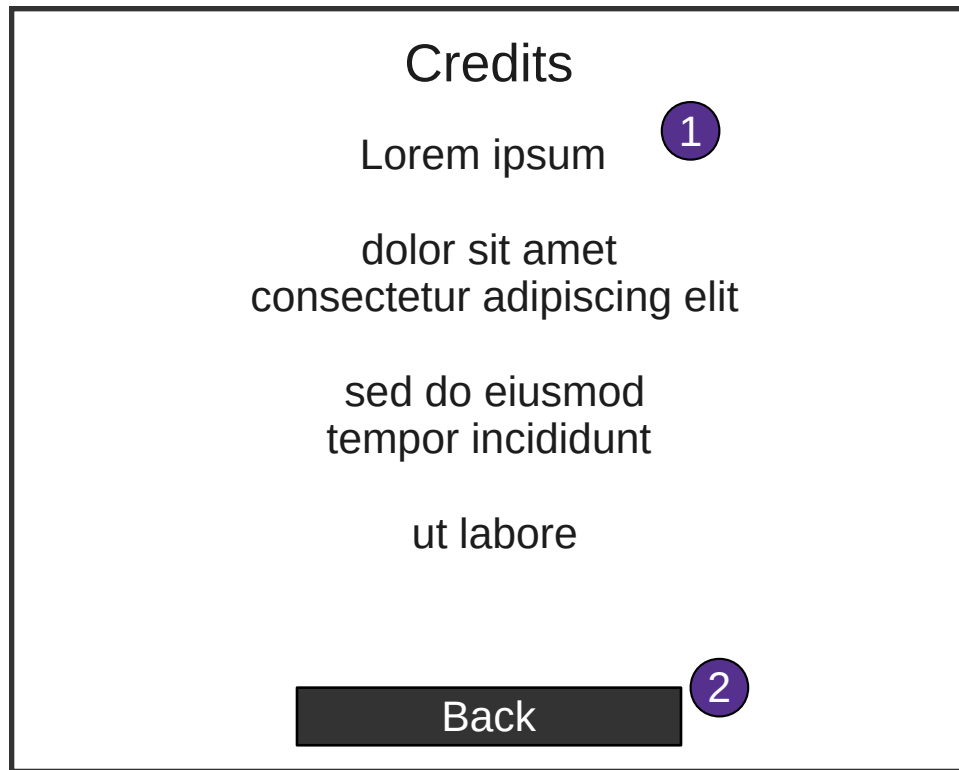 Credits
1
Lorem ipsum
dolor sit amet
consectetur adipiscing elit
sed do eiusmod
tempor incididunt
ut labore
2
Back